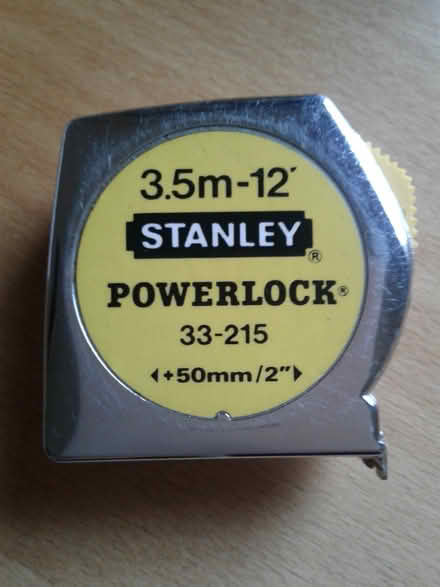 3.5m-12'
STANLEY®
POWERLOCK®
33-215
◀+50mm/2"▶